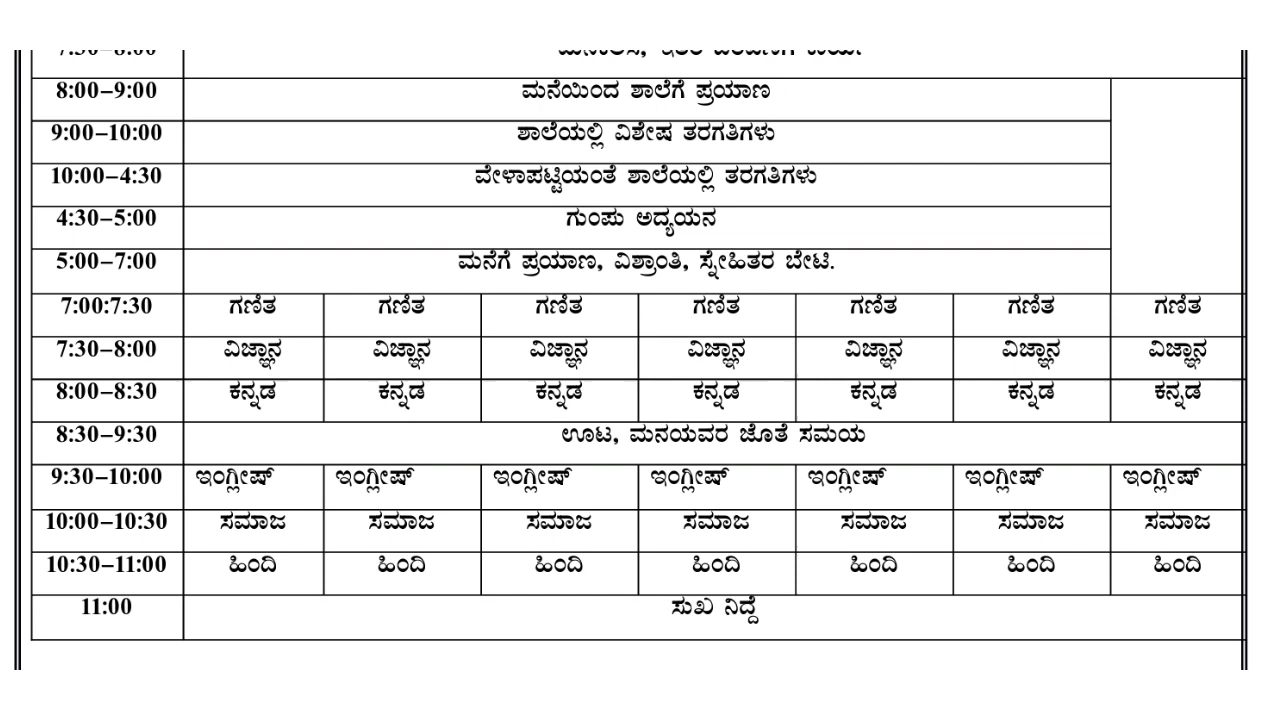 8:00–9:00 ಮನೆಯಿಂದ ಶಾಲೆಗೆ ಪ್ರಯಾಣ
9:00–10:00 ಶಾಲೆಯಲ್ಲಿ ವಿಶೇಷ ತರಗತಿಗಳು
10:00–4:30 ವೇಳಾಪಟ್ಟಿಯಂತೆ ಶಾಲೆಯಲ್ಲಿ ತರಗತಿಗಳು
4:30–5:00 ಗುಂಪು ಅಧ್ಯಯನ
5:00–7:00 ಮನೆಗೆ ಪ್ರಯಾಣ, ವಿಶ್ರಾಂತಿ, ಸ್ನೇಹಿತರ ಬೇಟಿ.
7:00:7:30 ಗಣಿತ ಗಣಿತ ಗಣಿತ ಗಣಿತ ಗಣಿತ ಗಣಿತ ಗಣಿತ
7:30–8:00 ವಿಜ್ಞಾನ ವಿಜ್ಞಾನ ವಿಜ್ಞಾನ ವಿಜ್ಞಾನ ವಿಜ್ಞಾನ ವಿಜ್ಞಾನ ವಿಜ್ಞಾನ
8:00–8:30 ಕನ್ನಡ ಕನ್ನಡ ಕನ್ನಡ ಕನ್ನಡ ಕನ್ನಡ ಕನ್ನಡ ಕನ್ನಡ
8:30–9:30 ಊಟ, ಮನಯವರ ಜೊತೆ ಸಮಯ
9:30–10:00 ಇಂಗ್ಲೀಷ್ ಇಂಗ್ಲೀಷ್ ಇಂಗ್ಲೀಷ್ ಇಂಗ್ಲೀಷ್ ಇಂಗ್ಲೀಷ್ ಇಂಗ್ಲೀಷ್ ಇಂಗ್ಲೀಷ್
10:00–10:30 ಸಮಾಜ ಸಮಾಜ ಸಮಾಜ ಸಮಾಜ ಸಮಾಜ ಸಮಾಜ ಸಮಾಜ
10:30–11:00 ಹಿಂದಿ ಹಿಂದಿ ಹಿಂದಿ ಹಿಂದಿ ಹಿಂದಿ ಹಿಂದಿ ಹಿಂದಿ
11:00 ಸುಖ ನಿದ್ದೆ